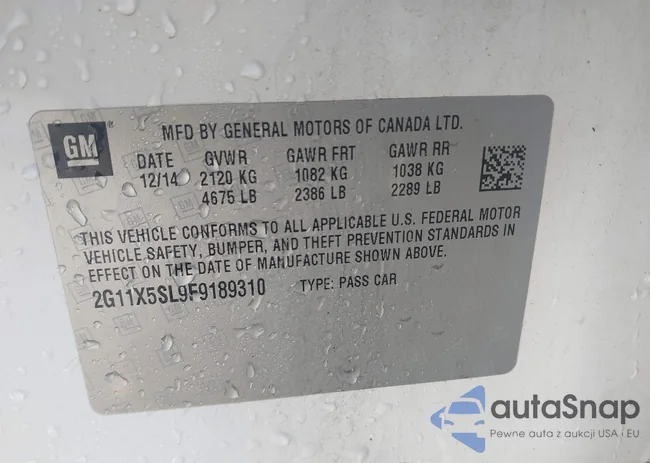 GM
MFD BY GENERAL MOTORS OF CANADA LTD.
DATE GVWR GAWR FRT GAWR RR
12/14 2120 KG 1082 KG 1038 KG
4675 LB 2386 LB 2289 LB
THIS VEHICLE CONFORMS TO ALL APPLICABLE U.S. FEDERAL MOTOR
VEHICLE SAFETY, BUMPER, AND THEFT PREVENTION STANDARDS IN
EFFECT ON THE DATE OF MANUFACTURE SHOWN ABOVE.
2G11X5SL9F9189310 TYPE: PASS CAR
autaSnap
Pewne auta z aukcji USA i EU